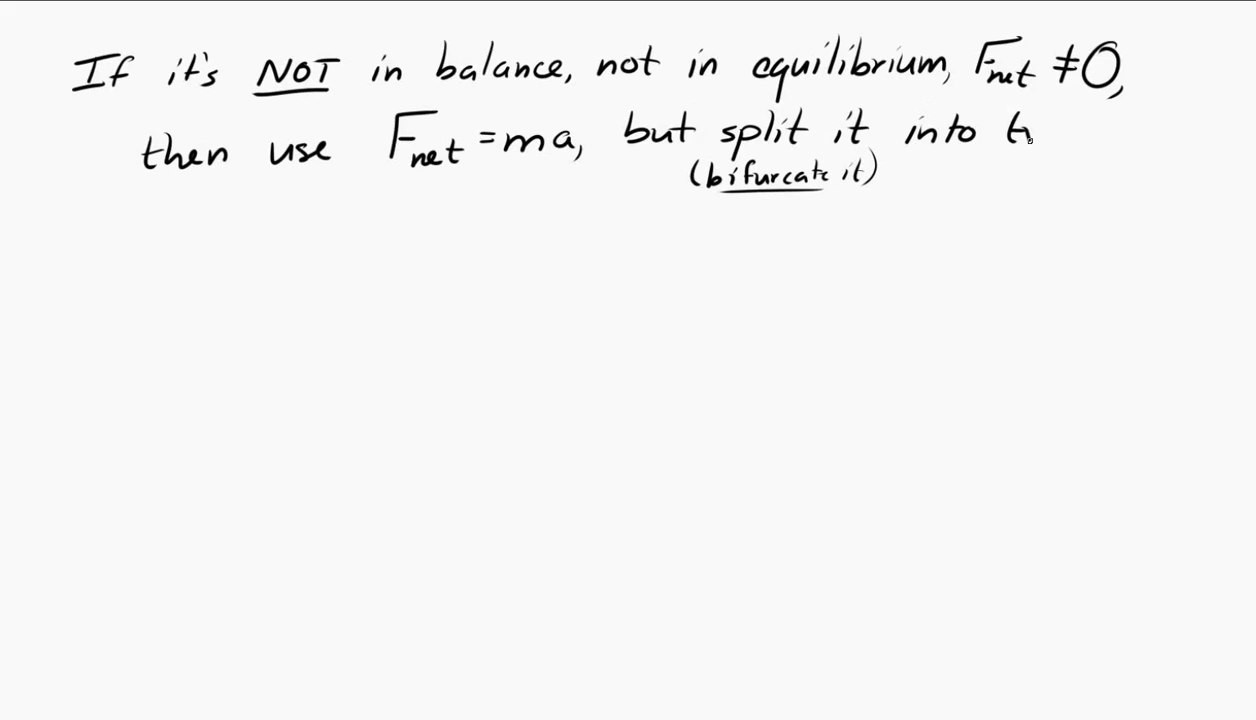 If it's NOT in balance, not in equilibrium, Fnet ≠ 0,
then use Fnet = ma, but split it into
(bifurcate it)